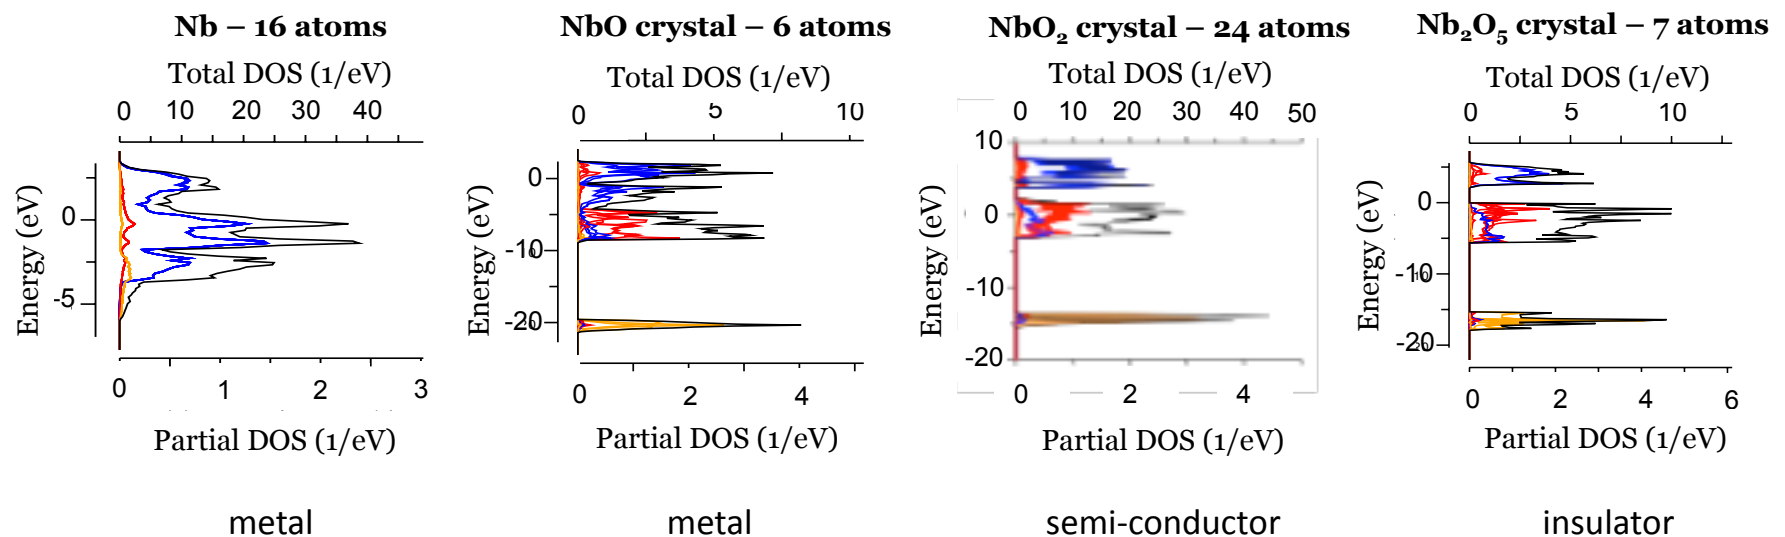 Nb – 16 atoms
Total DOS (1/eV)
0 10 20 30 40
Energy (eV)
0
-5
0 1 2 3
Partial DOS (1/eV)
metal
NbO crystal – 6 atoms
Total DOS (1/eV)
0 5 10
Energy (eV)
0
-10
-20
0 2 4
Partial DOS (1/eV)
metal
NbO₂ crystal – 24 atoms
Total DOS (1/eV)
0 10 20 30 40 50
Energy (eV)
10
0
-10
-20
0 2 4
Partial DOS (1/eV)
semi-conductor
Nb₂O₅ crystal – 7 atoms
Total DOS (1/eV)
0 5 10
Energy (eV)
0
-10
-20
0 2 4 6
Partial DOS (1/eV)
insulator